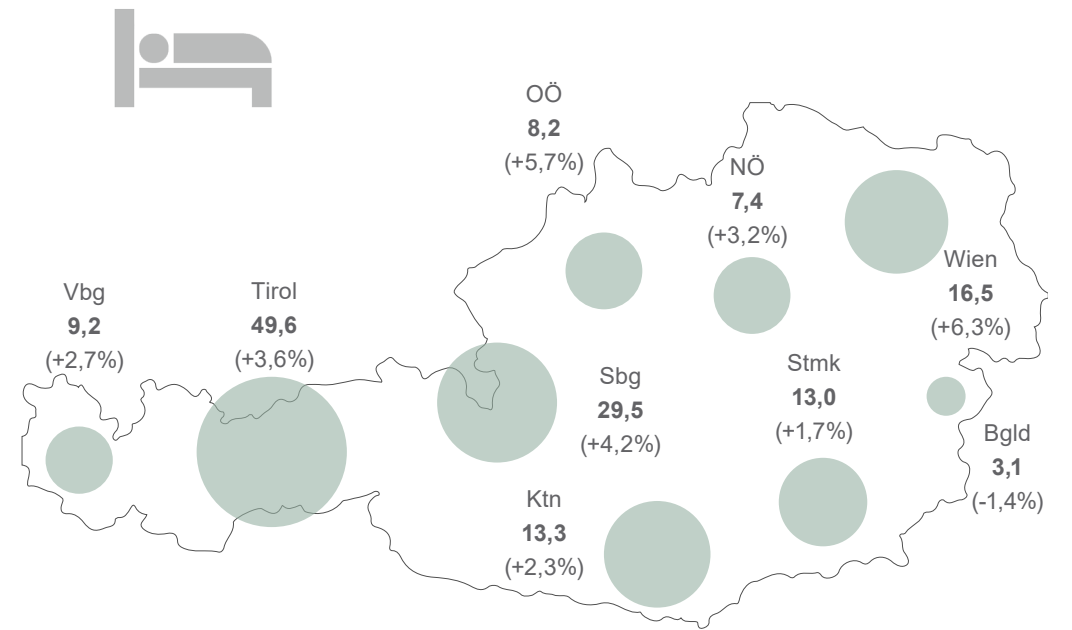 OÖ
8,2
(+5,7%)
NÖ
7,4
(+3,2%)
Wien
16,5
(+6,3%)
Vbg
9,2
(+2,7%)
Tirol
49,6
(+3,6%)
Sbg
29,5
(+4,2%)
Stmk
13,0
(+1,7%)
Bgld
3,1
(-1,4%)
Ktn
13,3
(+2,3%)